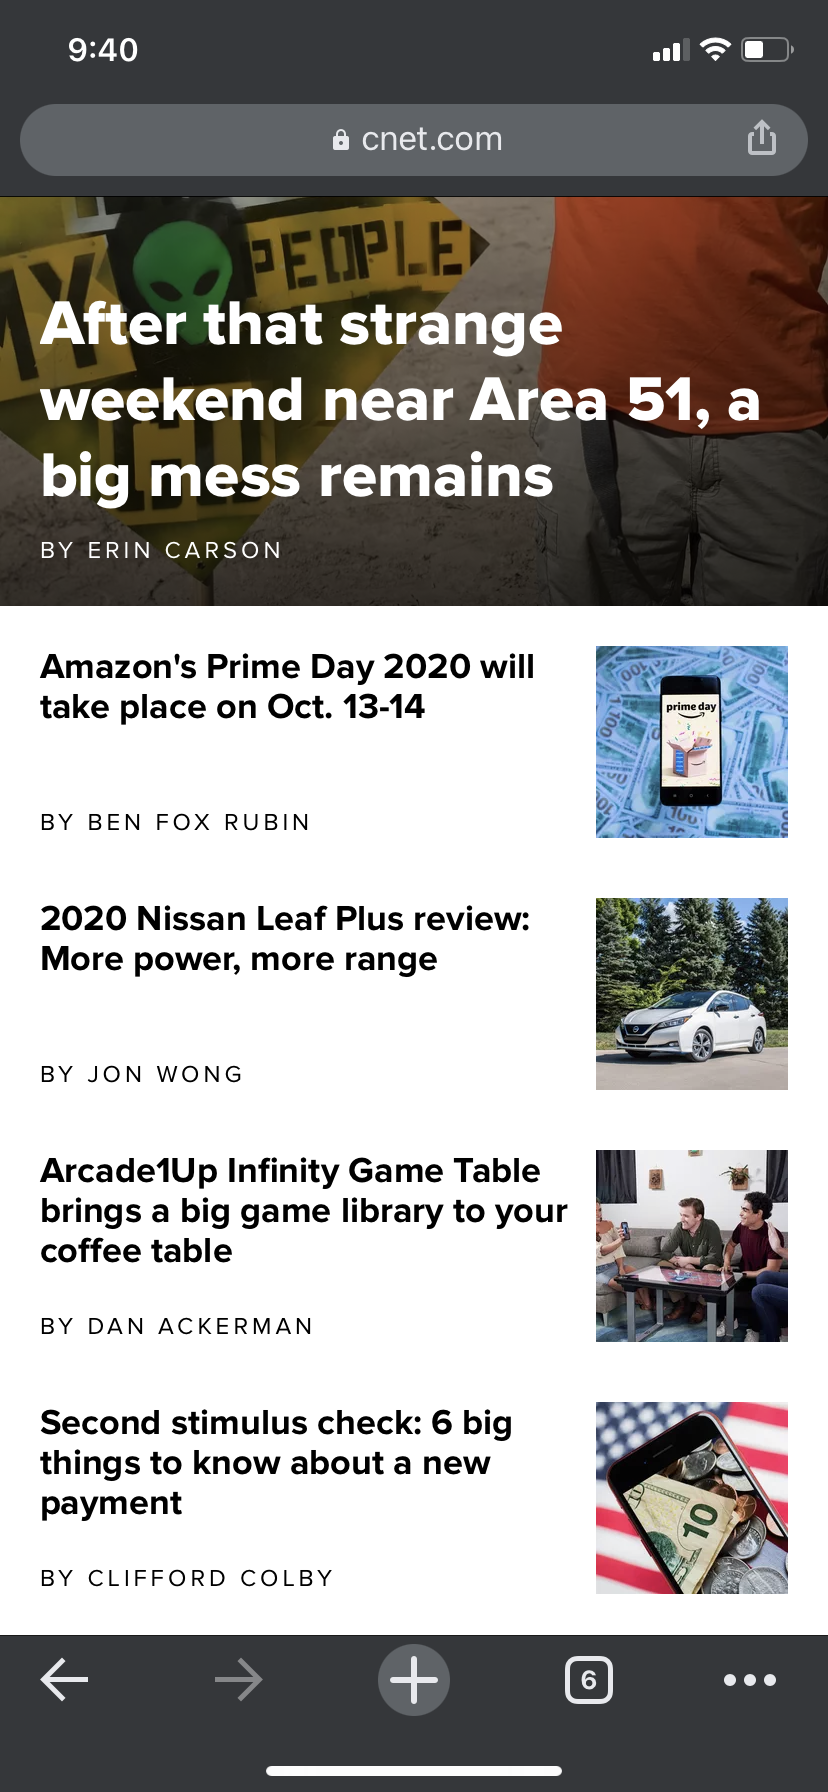 9:40
cnet.com
PEOPLE
After that strange
weekend near Area 51, a
big mess remains
BY ERIN CARSON
Amazon's Prime Day 2020 will
take place on Oct. 13-14
prime day
100
BY BEN FOX RUBIN
2020 Nissan Leaf Plus review:
More power, more range
BY JON WONG
Arcade1Up Infinity Game Table
brings a big game library to your
coffee table
BY DAN ACKERMAN
Second stimulus check: 6 big
things to know about a new
payment
10
BY CLIFFORD COLBY
6